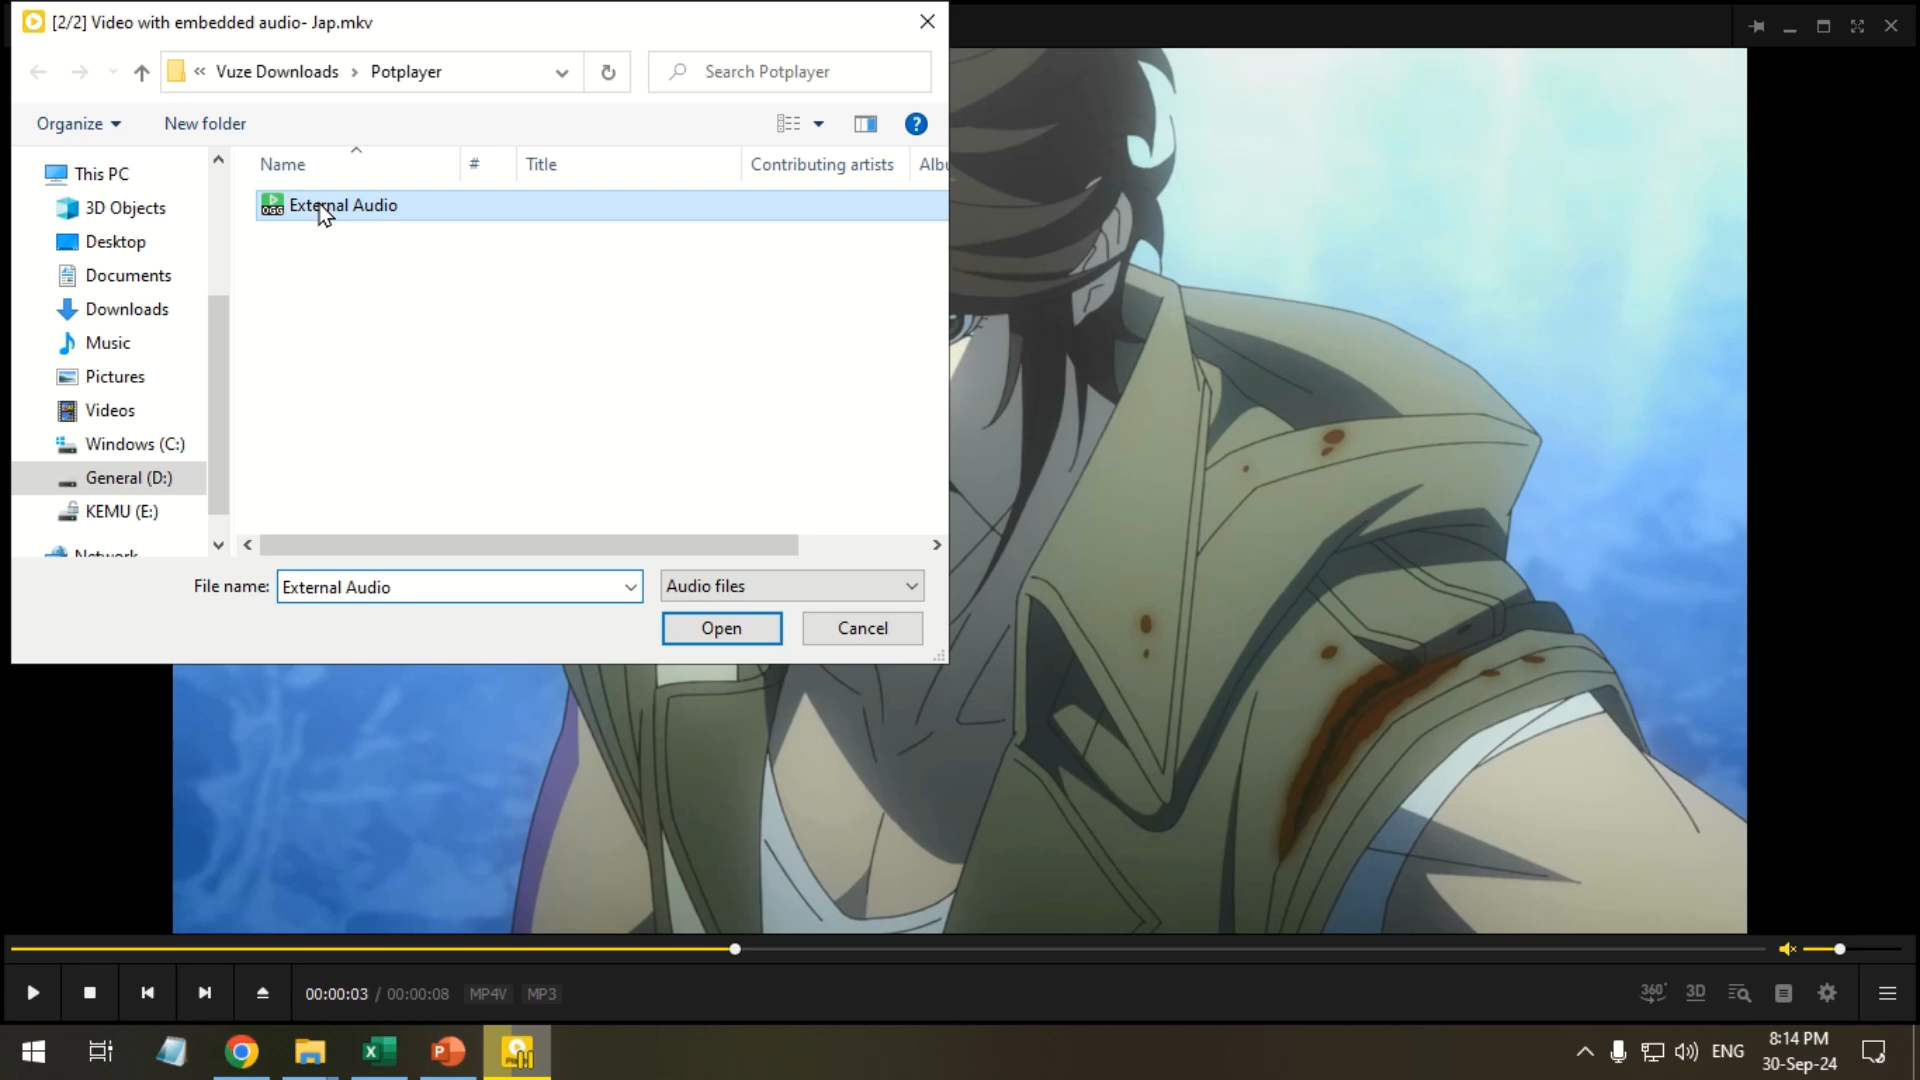 [2/2] Video with embedded audio- Jap.mkv
« Vuze Downloads › Potplayer
Search Potplayer
Organize
New folder
?
Name # Title Contributing artists Albu
This PC
3D Objects
Desktop
Documents
Downloads
Music
Pictures
Videos
Windows (C:)
General (D:)
KEMU (E:)
Network
OGG External Audio
File name: External Audio
Audio files
Open
Cancel
00:00:03 / 00:00:08 MP4V MP3
360° 3D
ENG
8:14 PM
30-Sep-24